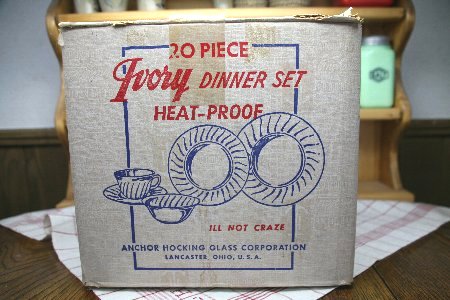 20 PIECE
Ivory DINNER SET
HEAT-PROOF
ILL NOT CRAZE
ANCHOR HOCKING GLASS CORPORATION
LANCASTER, OHIO, U.S.A.